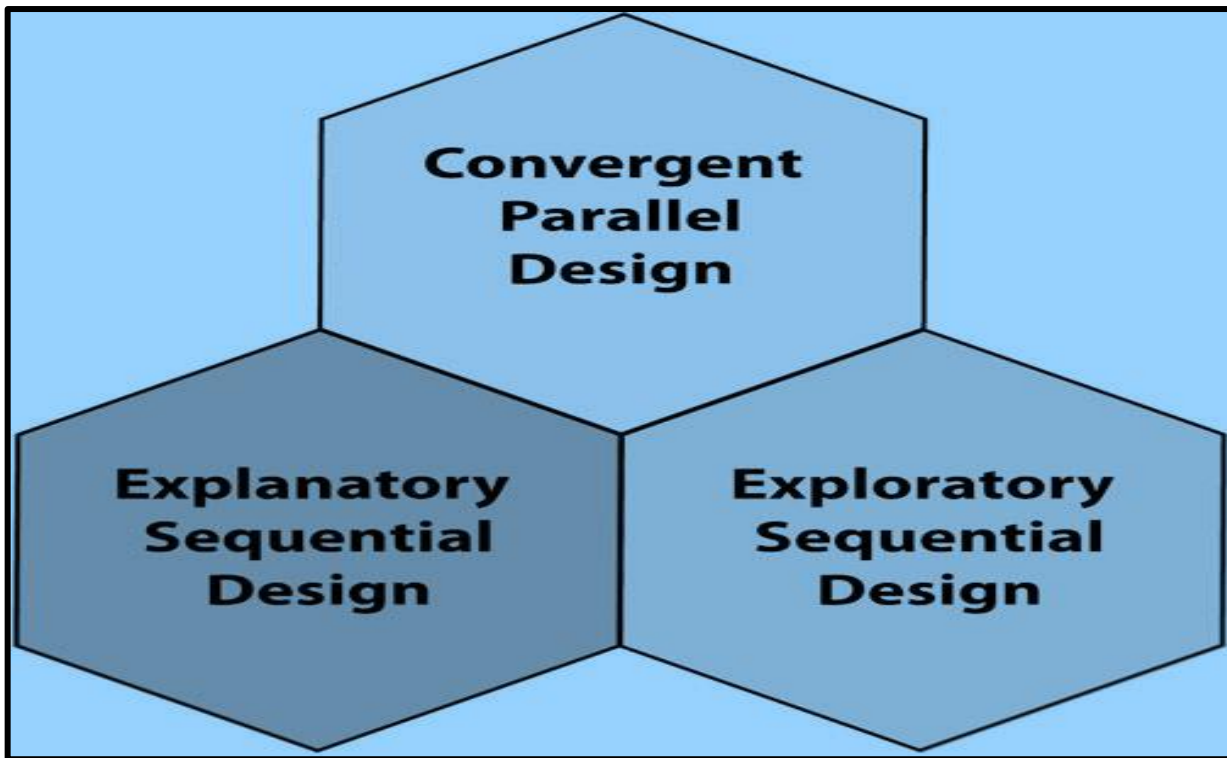 Convergent
Parallel
Design
Explanatory
Sequential
Design
Exploratory
Sequential
Design